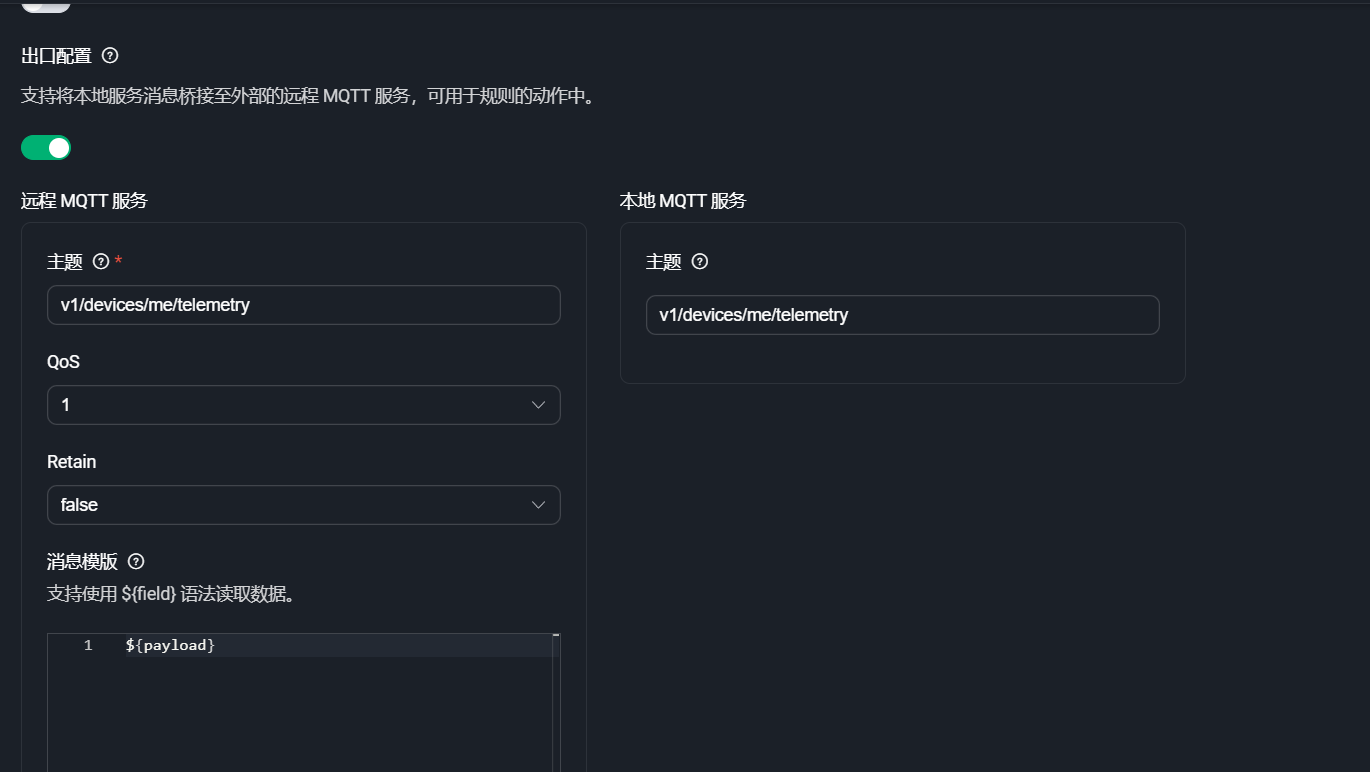 出口配置
支持将本地服务消息桥接至外部的远程 MQTT 服务，可用于规则的动作中。
远程 MQTT 服务
主题 *
v1/devices/me/telemetry
QoS
1
Retain
false
消息模版
支持使用 ${field} 语法读取数据。
1 ${payload}
本地 MQTT 服务
主题
v1/devices/me/telemetry